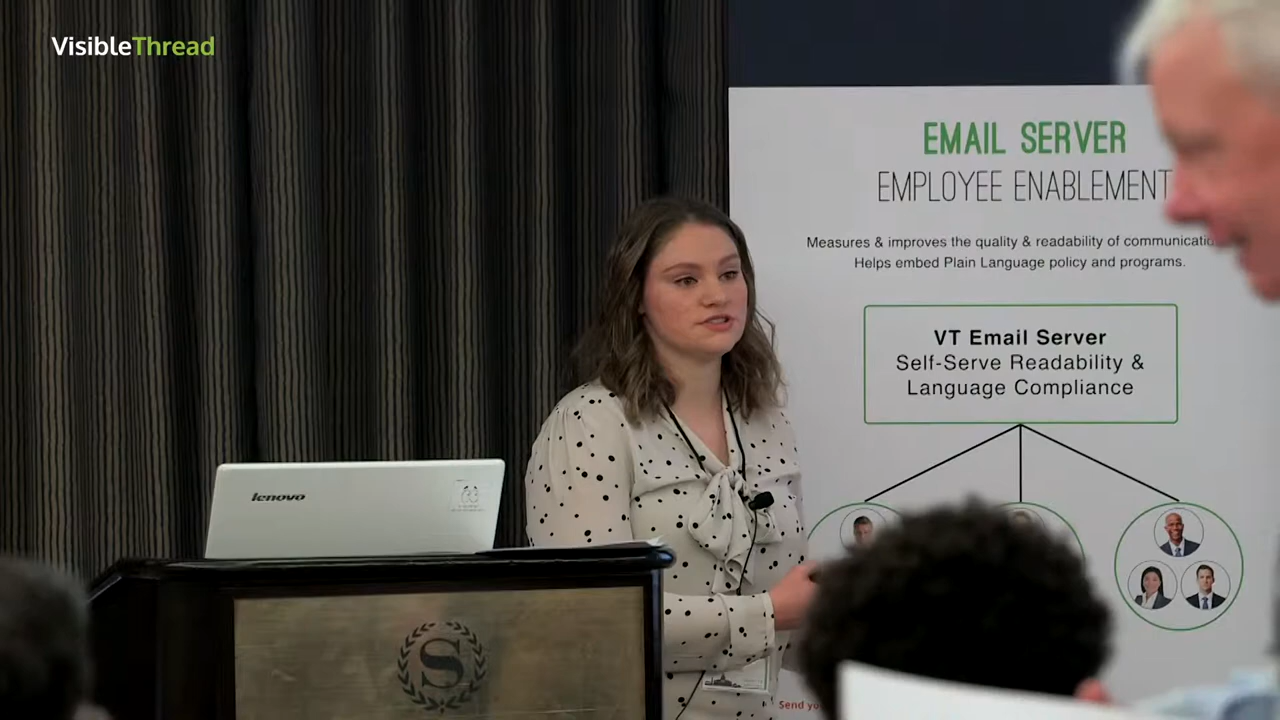 VisibleThread
EMAIL SERVER
EMPLOYEE ENABLEMENT
Measures & improves the quality & readability of
Helps embed Plain Language policy and programs.
VT Email Server
Self-Serve Readability &
Language Compliance
lenovo
S
Send